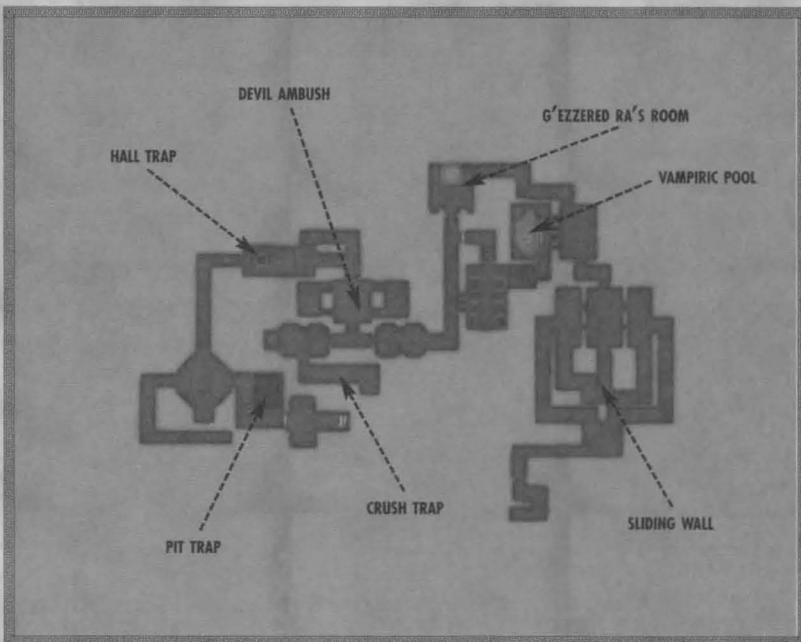 DEVIL AMBUSH
G'EZZERED RA'S ROOM
HALL TRAP
VAMPIRIC POOL
CRUSH TRAP
SLIDING WALL
PIT TRAP